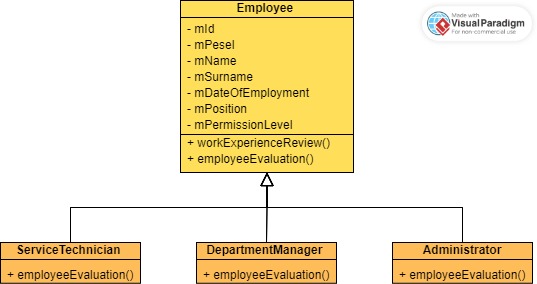 Employee
- mId
- mPesel
- mName
- mSurname
- mDateOfEmployment
- mPosition
- mPermissionLevel
+ workExperienceReview()
+ employeeEvaluation()
Made with
Visual Paradigm
For non-commercial use
ServiceTechnician
+ employeeEvaluation()
DepartmentManager
+ employeeEvaluation()
Administrator
+ employeeEvaluation()